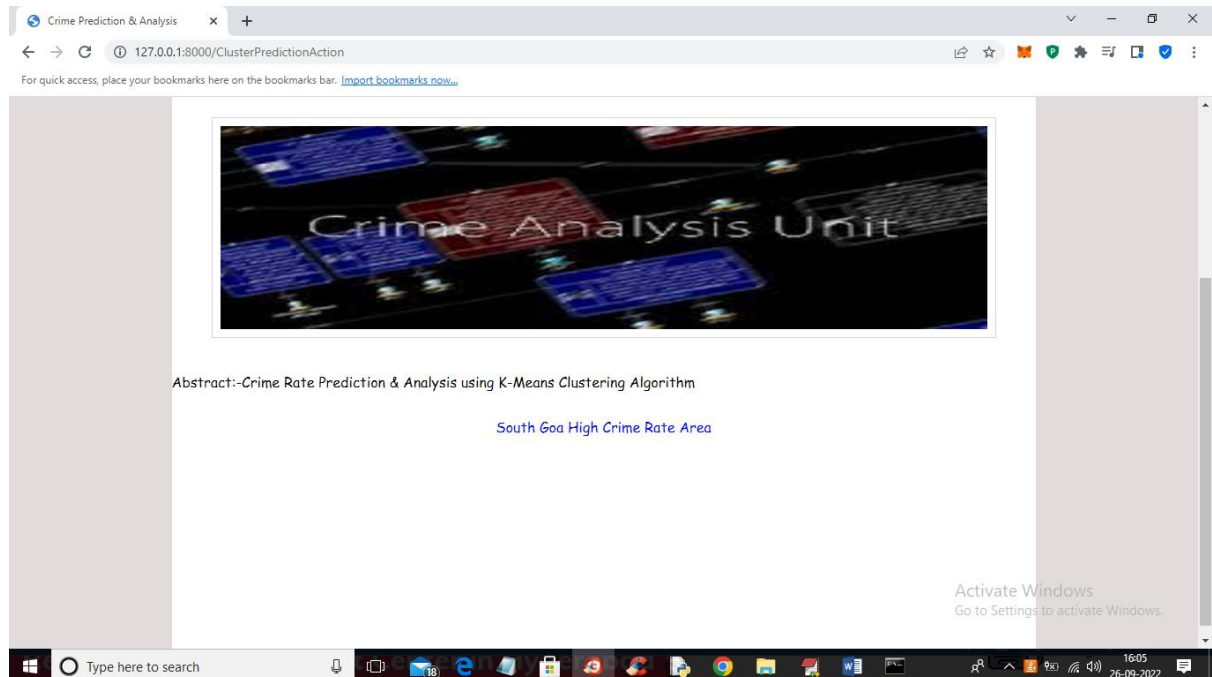 Crime Prediction & Analysis
127.0.0.1:8000/ClusterPredictionAction
For quick access, place your bookmarks here on the bookmarks bar. Import bookmarks now...
Crime Analysis Unit
Abstract:-Crime Rate Prediction & Analysis using K-Means Clustering Algorithm
South Goa High Crime Rate Area
Activate Windows
Go to Settings to activate Windows.
Type here to search
18
16:05
26-09-2022